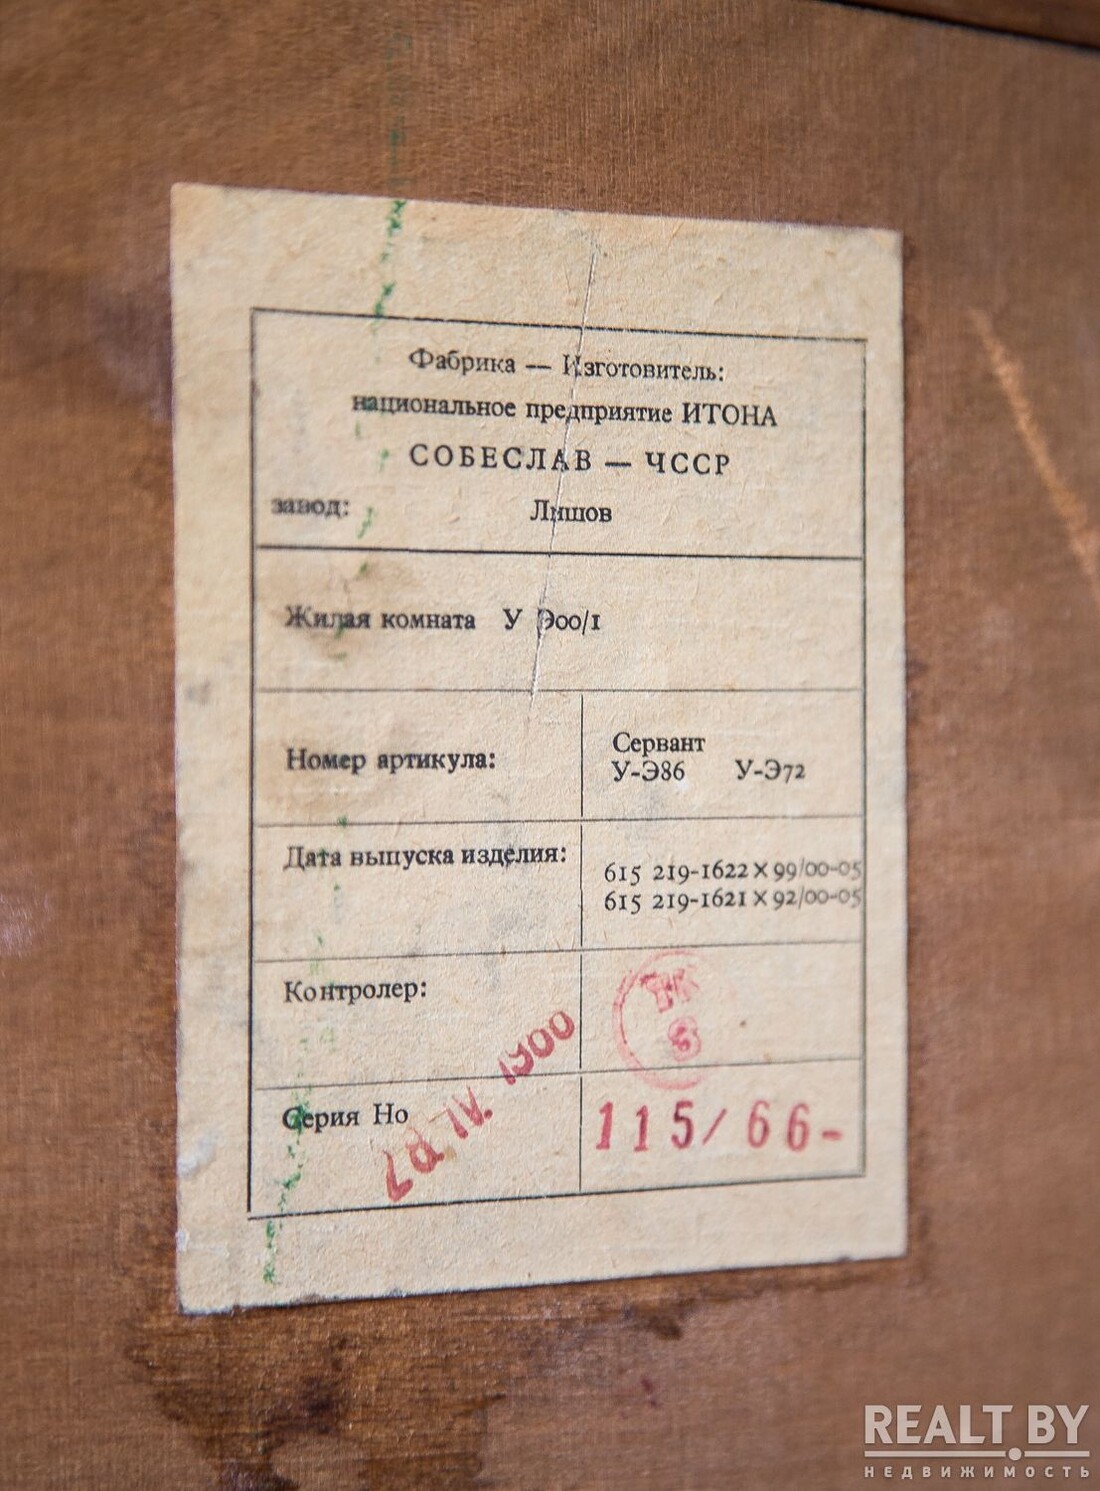 Фабрика — Изготовитель:
национальное предприятие ИТОНА
СОБЕСЛАВ — ЧССР
завод: Лишов
Жилая комната У Э00/1
Номер артикула:
Сервант
У-Э86 У-Э72
Дата выпуска изделия:
615 219-1622 X 99/00-05
615 219-1621 X 92/00-05
Контролер:
Серия Но
115/66-
REALT.BY
НЕДВИЖИМОСТЬ